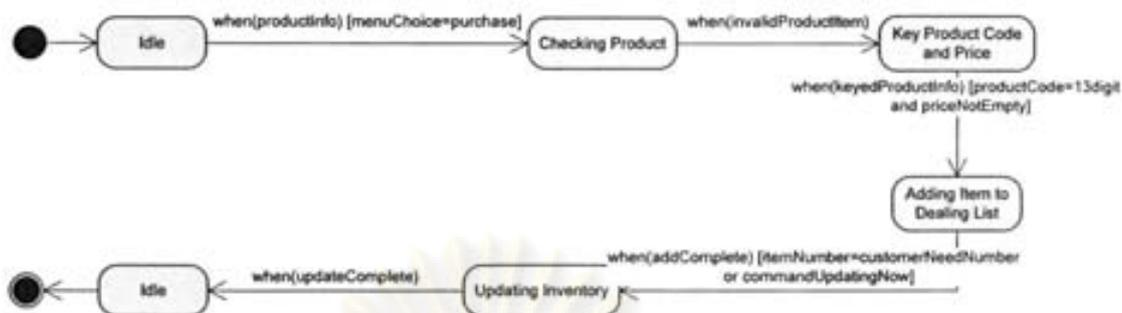 when(productInfo) [menuChoice=purchase]
Idle
Checking Product
when(invalidProductItem)
Key Product Code
and Price
when(keyedProductInfo) [productCode=13digit
and priceNotEmpty]
Adding Item to
Dealing List
when(addComplete) [itemNumber=customerNeedNumber
or commandUpdatingNow]
Updating Inventory
when(updateComplete)
Idle